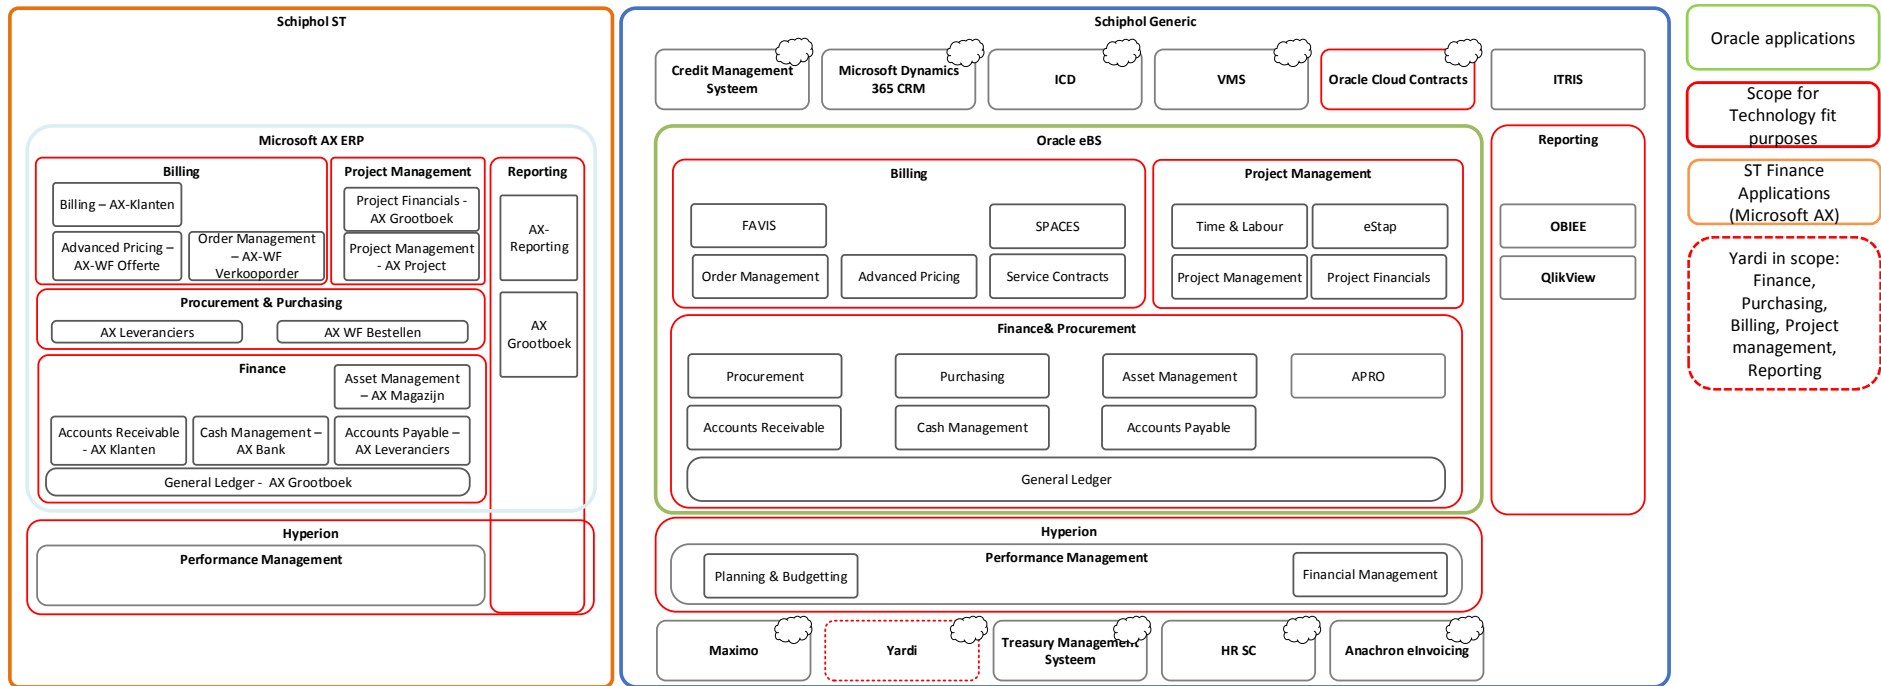 Schiphol ST
Microsoft AX ERP
Billing
Billing – AX-Klanten
Advanced Pricing –
AX-WF Offerte
Order Management
– AX-WF
Verkooporder
Project Management
Project Financials -
AX Grootboek
Project Management
- AX Project
Reporting
AX-
Reporting
AX
Grootboek
Procurement & Purchasing
AX Leveranciers
AX WF Bestellen
Finance
Asset Management
– AX Magazijn
Accounts Receivable
- AX Klanten
Cash Management –
AX Bank
Accounts Payable –
AX Leveranciers
General Ledger - AX Grootboek
Hyperion
Performance Management
Schiphol Generic
Credit Management
Systeem
Microsoft Dynamics
365 CRM
ICD
VMS
Oracle Cloud Contracts
ITRIS
Oracle eBS
Billing
FAVIS
SPACES
Order Management
Advanced Pricing
Service Contracts
Project Management
Time & Labour
eStap
Project Management
Project Financials
Reporting
OBIEE
QlikView
Finance& Procurement
Procurement
Purchasing
Asset Management
APRO
Accounts Receivable
Cash Management
Accounts Payable
General Ledger
Hyperion
Performance Management
Planning & Budgetting
Financial Management
Maximo
Yardi
Treasury Management
Systeem
HR SC
Anachron eInvoicing
Oracle applications
Scope for
Technology fit
purposes
ST Finance
Applications
(Microsoft AX)
Yardi in scope:
Finance,
Purchasing,
Billing, Project
management,
Reporting